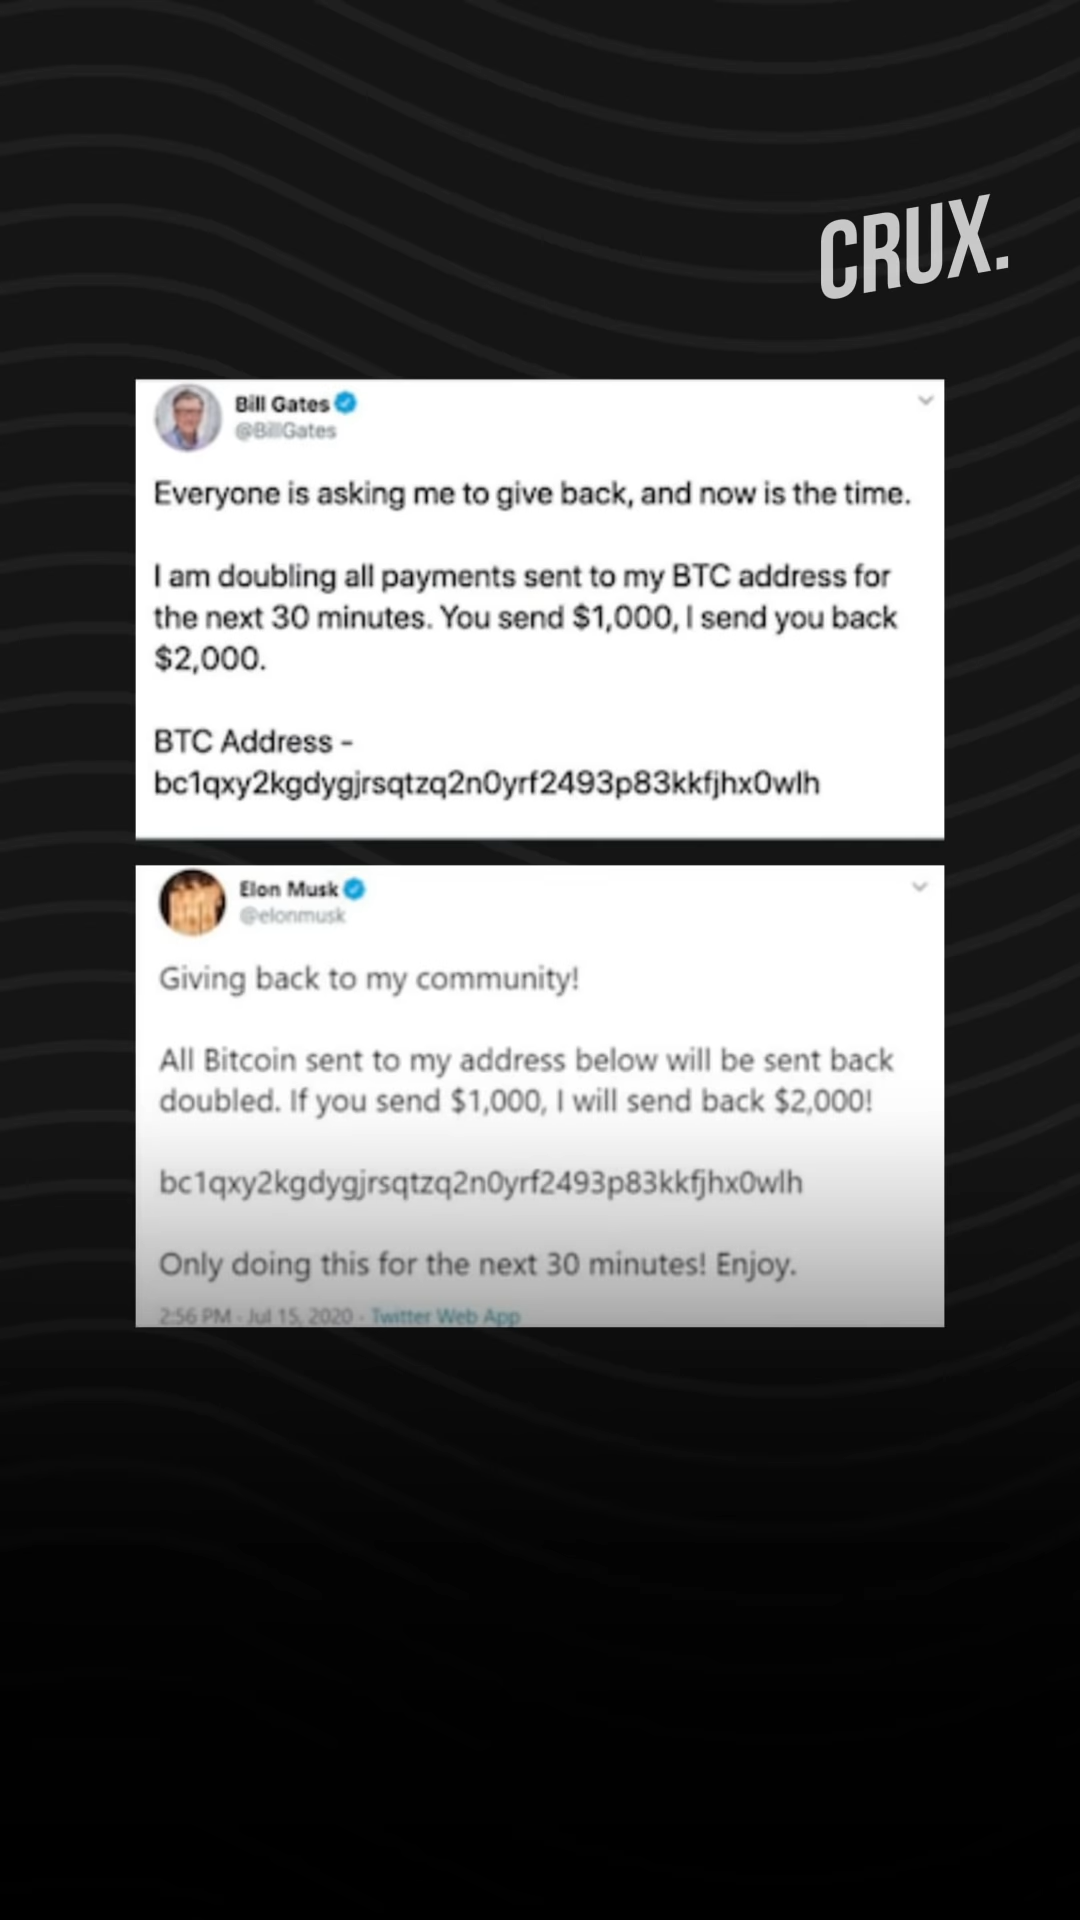 CRUX.
Bill Gates
@BillGates
Everyone is asking me to give back, and now is the time.
I am doubling all payments sent to my BTC address for
the next 30 minutes. You send $1,000, I send you back
$2,000.
BTC Address -
bc1qxy2kgdygjrsqtzq2n0yrf2493p83kkfjhx0wlh
Elon Musk
@elonmusk
Giving back to my community!
All Bitcoin sent to my address below will be sent back
doubled. If you send $1,000, I will send back $2,000!
bc1qxy2kgdygjrsqtzq2n0yrf2493p83kkfjhx0wlh
Only doing this for the next 30 minutes! Enjoy.
2:56 PM - Jul 15, 2020 - Twitter Web App